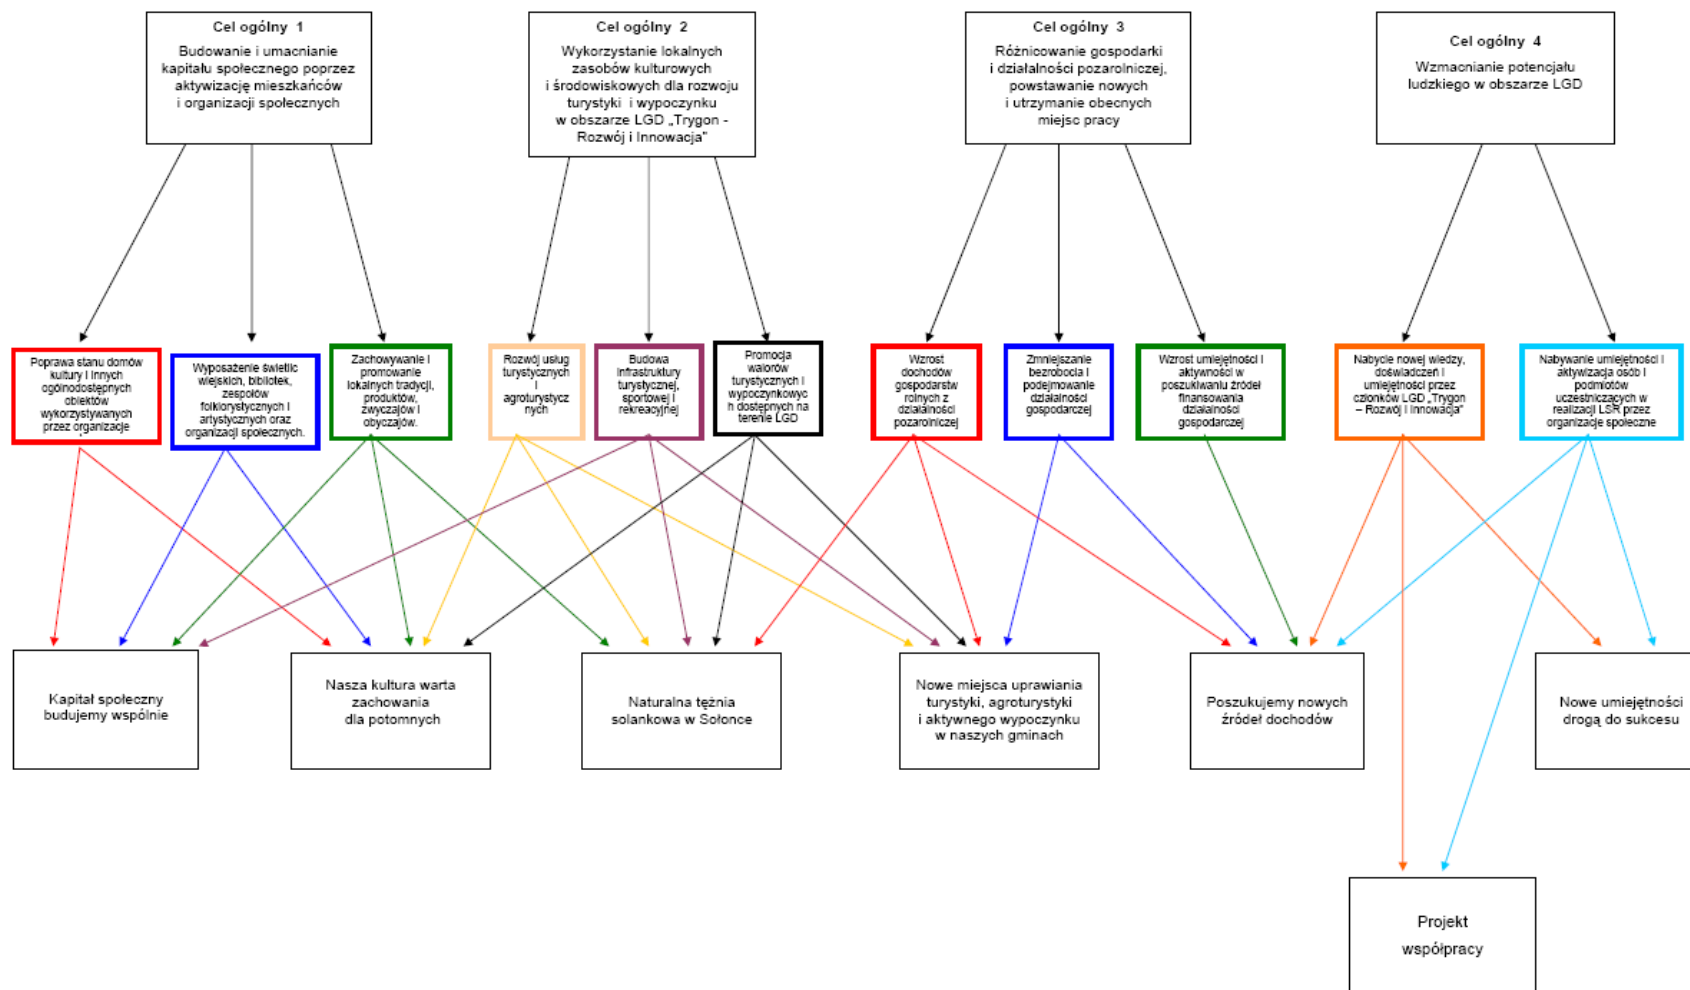 Cel ogólny 1
Budowanie i umacnianie
kapitału społecznego poprzez
aktywizację mieszkańców
i organizacji społecznych
Cel ogólny 2
Wykorzystanie lokalnych
zasobów kulturowych
i środowiskowych dla rozwoju
turystyki i wypoczynku
w obszarze LGD „Trygon -
Rozwój i Innowacja”
Cel ogólny 3
Różnicowanie gospodarki
i działalności pozarolniczej,
powstawanie nowych
i utrzymanie obecnych
miejsc pracy
Cel ogólny 4
Wzmacnianie potencjału
ludzkiego w obszarze LGD
Poprawa stanu domów
kultury i innych
ogólnodostępnych
obiektów
wykorzystywanych
przez organizacje
Wyposażenie świetlic
wiejskich, bibliotek,
zespołów
folklorystycznych i
artystycznych oraz
organizacji społecznych.
Zachowywanie i
promowanie
lokalnych tradycji,
produktów,
zwyczajów i
obyczajów.
Rozwój usług
turystycznych
i
agroturystycz
nych
Budowa
infrastruktury
turystycznej,
sportowej i
rekreacyjnej
Promocja
walorów
turystycznych i
wypoczynkowyc
h dostępnych na
terenie LGD
Wzrost
dochodów
gospodarstw
rolnych z
działalności
pozarolniczej
Zmniejszanie
bezrobocia i
podejmowanie
działalności
gospodarczej
Wzrost umiejętności i
aktywności w
poszukiwaniu źródeł
finansowania
działalności
gospodarczej
Nabycie nowej wiedzy,
doświadczeń i
umiejętności przez
członków LGD „Trygon
– Rozwój i Innowacja”
Nabywanie umiejętności i
aktywizacja osób i
podmiotów
uczestniczących w
realizacji LSR przez
organizacje społeczne
Kapitał społeczny
budujemy wspólnie
Nasza kultura warta
zachowania
dla potomnych
Naturalna tężnia
solankowa w Sołonce
Nowe miejsca uprawiania
turystyki, agroturystyki
i aktywnego wypoczynku
w naszych gminach
Poszukujemy nowych
źródeł dochodów
Nowe umiejętności
drogą do sukcesu
Projekt
współpracy